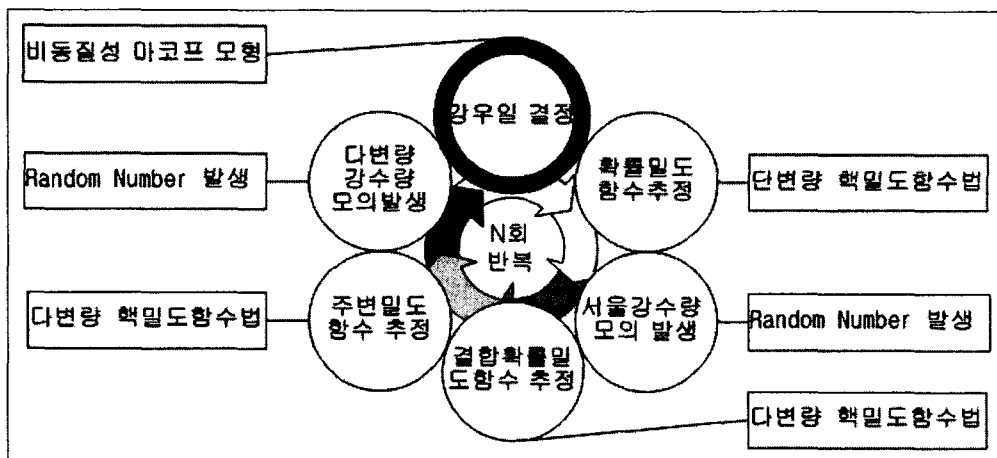 비동질성 마코프 모형
강우일 결정
다변량
강수량
모의발생
Random Number 발생
확률밀도
함수추정
단변량 핵밀도함수법
N회
반복
다변량 핵밀도함수법
주변밀도
함수 추정
서울강수량
모의 발생
Random Number 발생
결합확률밀
도함수 추정
다변량 핵밀도함수법